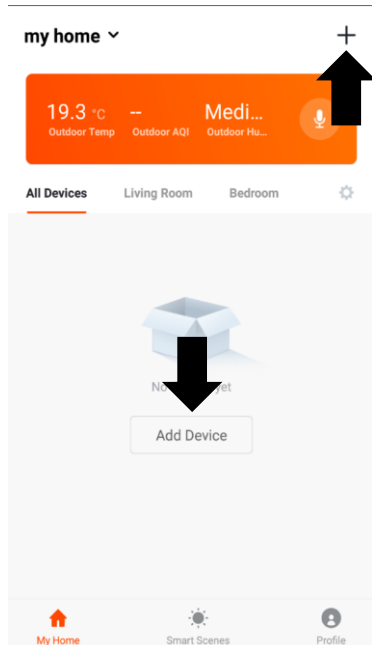 my home
19.3 °C -- Medi...
Outdoor Temp Outdoor AQI Outdoor Hu...
All Devices Living Room Bedroom
yet
Add Device
My Home Smart Scenes Profile